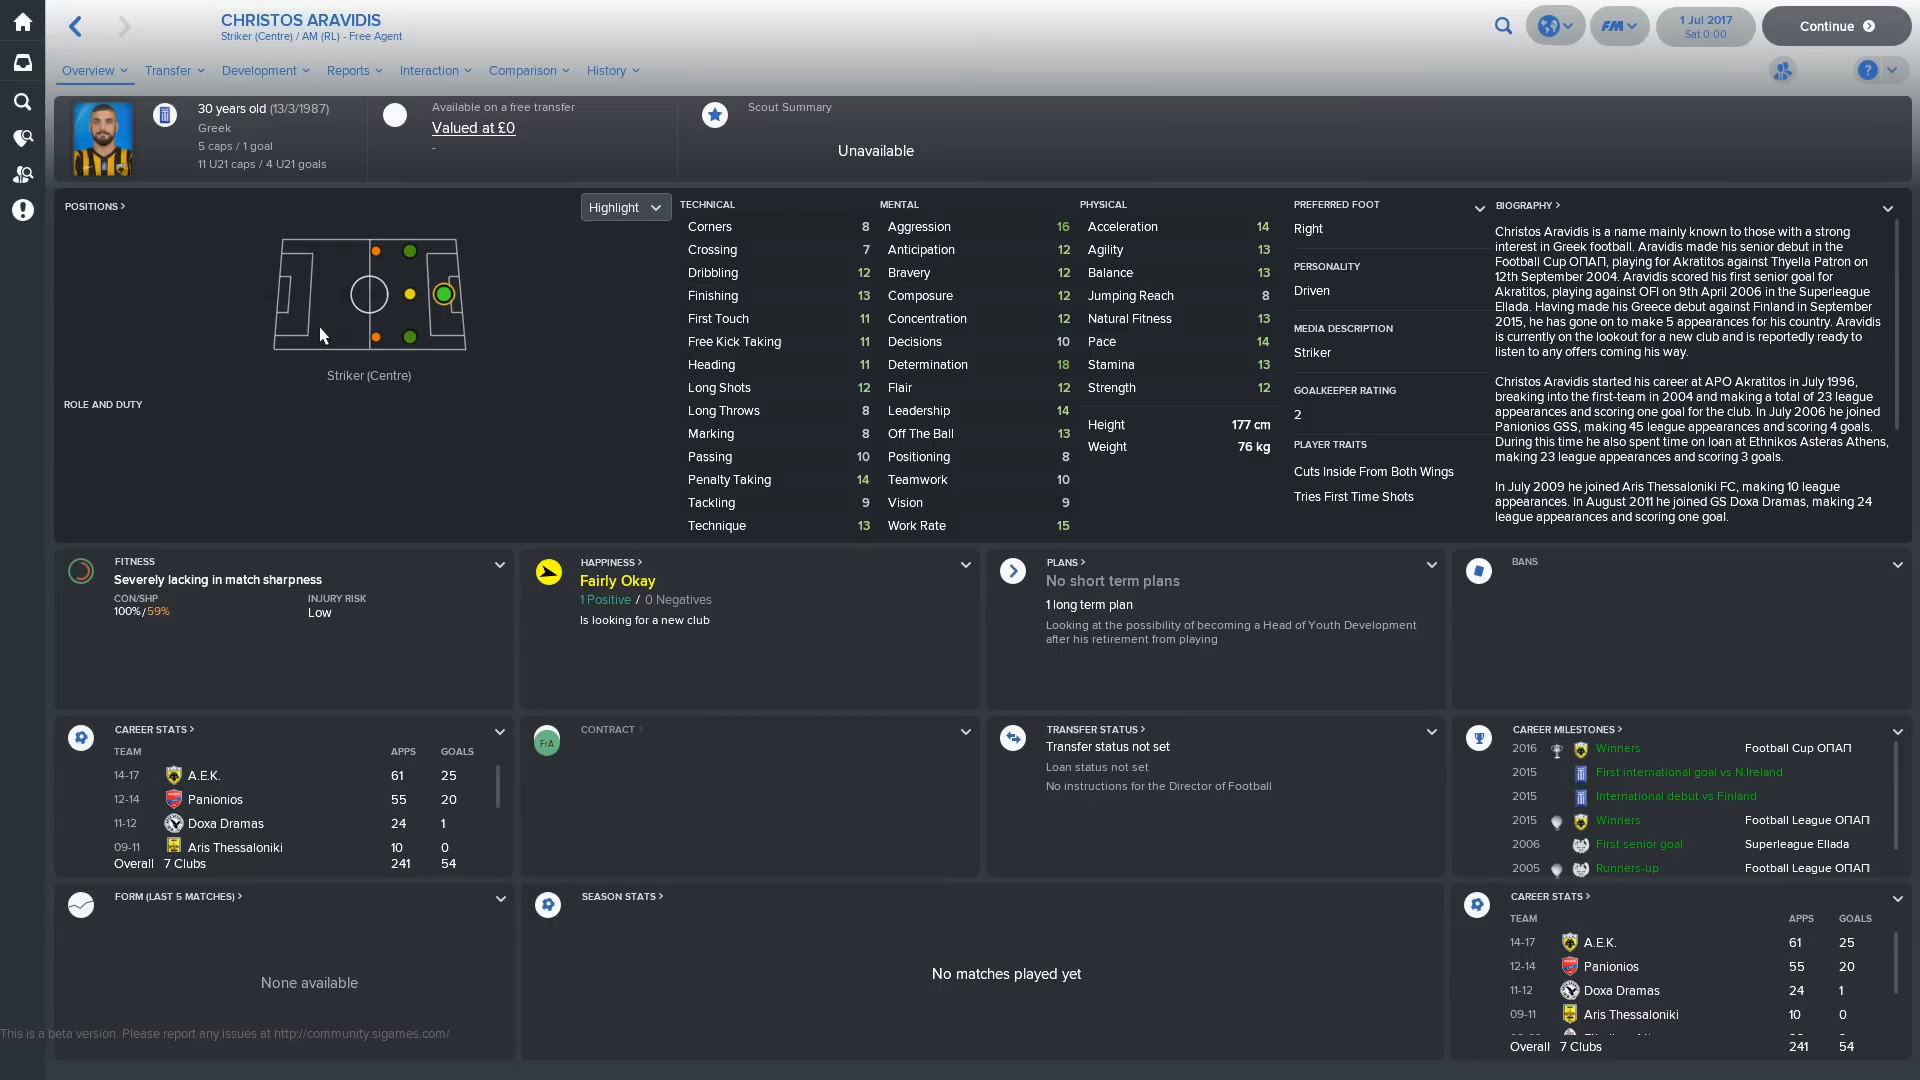 CHRISTOS ARAVIDIS
Striker (Centre) / AM (RL) - Free Agent
FM
1 Jul 2017
Sat 0:00
Continue
Overview
Transfer
Development
Reports
Interaction
Comparison
History
?
30 years old (13/3/1987)
Greek
5 caps / 1 goal
11 U21 caps / 4 U21 goals
Available on a free transfer
Valued at £0
-
Scout Summary
Unavailable
POSITIONS >
Highlight
Striker (Centre)
ROLE AND DUTY
TECHNICAL
Corners 8
Crossing 7
Dribbling 12
Finishing 13
First Touch 11
Free Kick Taking 11
Heading 11
Long Shots 12
Long Throws 8
Marking 8
Passing 10
Penalty Taking 14
Tackling 9
Technique 13
MENTAL
Aggression 16
Anticipation 12
Bravery 12
Composure 12
Concentration 12
Decisions 10
Determination 18
Flair 12
Leadership 14
Off The Ball 13
Positioning 8
Teamwork 10
Vision 9
Work Rate 15
PHYSICAL
Acceleration 14
Agility 13
Balance 13
Jumping Reach 8
Natural Fitness 13
Pace 14
Stamina 13
Strength 12
Height 177 cm
Weight 76 kg
PREFERRED FOOT
Right
PERSONALITY
Driven
MEDIA DESCRIPTION
Striker
GOALKEEPER RATING
2
PLAYER TRAITS
Cuts Inside From Both Wings
Tries First Time Shots
BIOGRAPHY >
Christos Aravidis is a name mainly known to those with a strong
interest in Greek football. Aravidis made his senior debut in the
Football Cup ΟΠΑΠ, playing for Akratitos against Thyella Patron on
12th September 2004. Aravidis scored his first senior goal for
Akratitos, playing against OFI on 9th April 2006 in the Superleague
Ellada. Having made his Greece debut against Finland in September
2015, he has gone on to make 5 appearances for his country. Aravidis
is currently on the lookout for a new club and is reportedly ready to
listen to any offers coming his way.
Christos Aravidis started his career at APO Akratitos in July 1996,
breaking into the first-team in 2004 and making a total of 23 league
appearances and scoring one goal for the club. In July 2006 he joined
Panionios GSS, making 45 league appearances and scoring 4 goals.
During this time he also spent time on loan at Ethnikos Asteras Athens,
making 23 league appearances and scoring 3 goals.
In July 2009 he joined Aris Thessaloniki FC, making 10 league
appearances. In August 2011 he joined GS Doxa Dramas, making 24
league appearances and scoring one goal.
FITNESS
Severely lacking in match sharpness
CON/SHP INJURY RISK
100%/59% Low
HAPPINESS >
Fairly Okay
1 Positive / 0 Negatives
Is looking for a new club
PLANS >
No short term plans
1 long term plan
Looking at the possibility of becoming a Head of Youth Development
after his retirement from playing
BANS
CAREER STATS >
TEAM APPS GOALS
14-17 A.E.K. 61 25
12-14 Panionios 55 20
11-12 Doxa Dramas 24 1
09-11 Aris Thessaloniki 10 0
Overall 7 Clubs 241 54
FrA
CONTRACT >
TRANSFER STATUS >
Transfer status not set
Loan status not set
No instructions for the Director of Football
CAREER MILESTONES >
2016 Winners Football Cup ΟΠΑΠ
2015 First international goal vs N.Ireland
2015 International debut vs Finland
2015 Winners Football League ΟΠΑΠ
2006 First senior goal Superleague Ellada
2005 Runners-up Football League ΟΠΑΠ
FORM (LAST 5 MATCHES) >
None available
SEASON STATS >
No matches played yet
CAREER STATS >
TEAM APPS GOALS
14-17 A.E.K. 61 25
12-14 Panionios 55 20
11-12 Doxa Dramas 24 1
09-11 Aris Thessaloniki 10 0
Overall 7 Clubs 241 54
This is a beta version. Please report any issues at http://community.sigames.com/